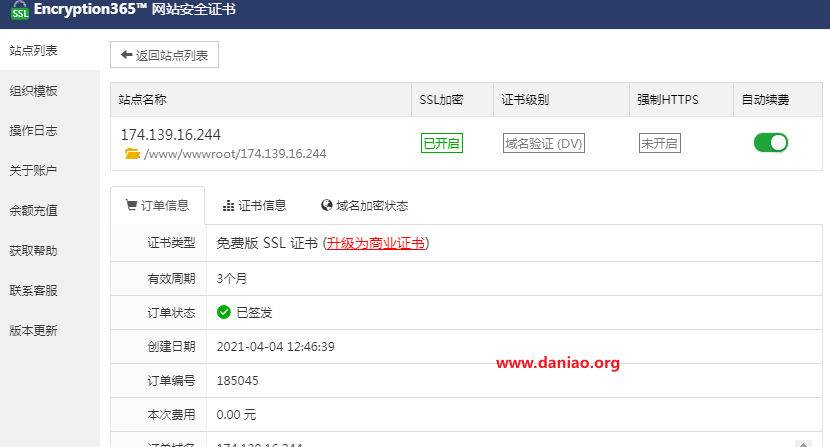 SSL
Encryption365™ 网站安全证书
站点列表
组织模板
操作日志
关于账户
余额充值
获取帮助
联系客服
版本更新
返回站点列表
站点名称 SSL加密 证书级别 强制HTTPS 自动续费
174.139.16.244
/www/wwwroot/174.139.16.244
已开启 域名验证 (DV) 未开启
订单信息 证书信息 域名加密状态
证书类型 免费版 SSL 证书 (升级为商业证书)
有效周期 3个月
订单状态 已签发
创建日期 2021-04-04 12:46:39
www.daniao.org
订单编号 185045
本次费用 0.00 元
订单域名 174.139.16.244